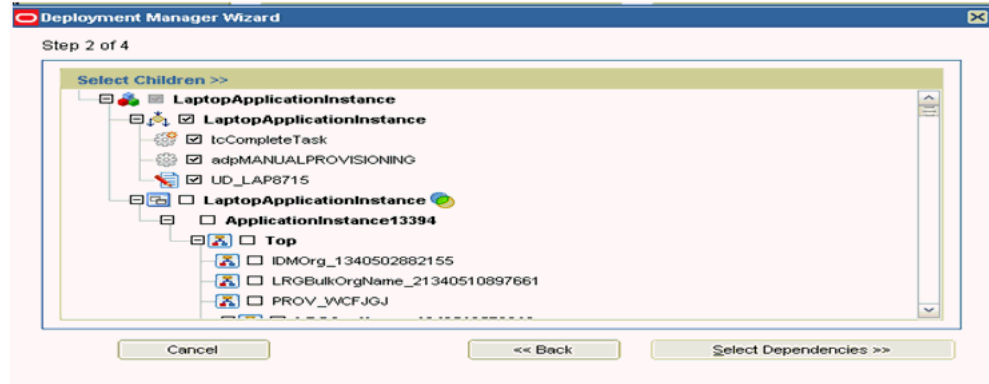 Deployment Manager Wizard
Step 2 of 4
Select Children >>
LaptopApplicationInstance
LaptopApplicationInstance
tcCompleteTask
adpMANUALPROVISIONING
UD_LAP8715
LaptopApplicationInstance
ApplicationInstance13394
Top
IDMOrg_1340502882155
LRGBulkOrgName_21340510897661
PROV_WCFJGJ
Cancel
<< Back
Select Dependencies >>